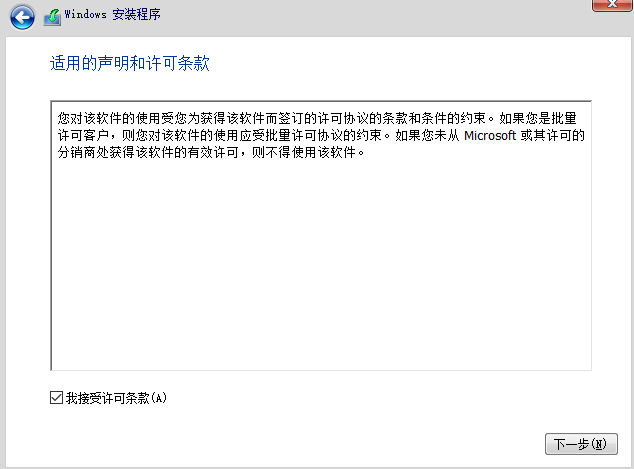 Windows 安装程序
适用的声明和许可条款
您对该软件的使用受您为获得该软件而签订的许可协议的条款和条件的约束。如果您是批量
许可客户，则您对该软件的使用应受批量许可协议的约束。如果您未从 Microsoft 或其许可的
分销商处获得该软件的有效许可，则不得使用该软件。
我接受许可条款(A)
下一步(N)